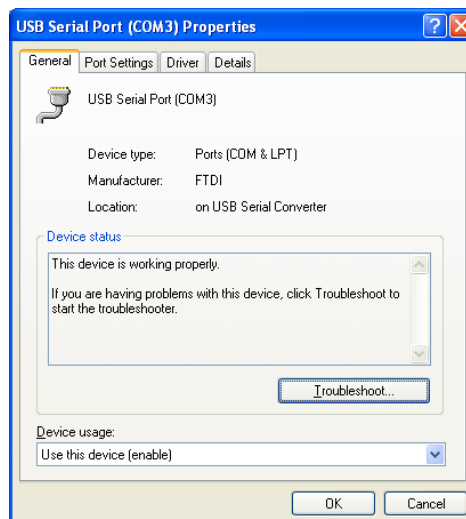 USB Serial Port (COM3) Properties
General Port Settings Driver Details
USB Serial Port (COM3)
Device type: Ports (COM & LPT)
Manufacturer: FTDI
Location: on USB Serial Converter
Device status
This device is working properly.
If you are having problems with this device, click Troubleshoot to
start the troubleshooter.
Troubleshoot...
Device usage:
Use this device (enable)
OK Cancel